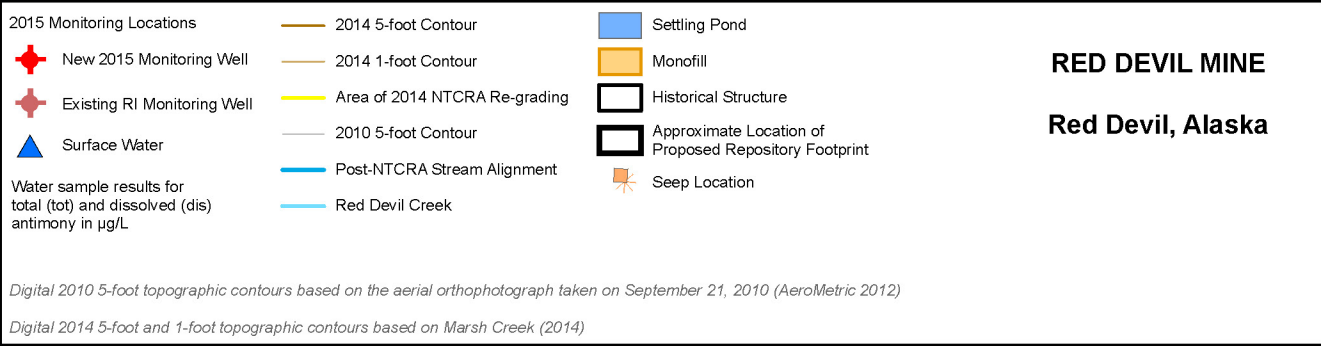 2015 Monitoring Locations
New 2015 Monitoring Well
Existing RI Monitoring Well
Surface Water
Water sample results for
total (tot) and dissolved (dis)
antimony in µg/L
2014 5-foot Contour
2014 1-foot Contour
Area of 2014 NTCRA Re-grading
2010 5-foot Contour
Post-NTCRA Stream Alignment
Red Devil Creek
Settling Pond
Monofill
Historical Structure
Approximate Location of
Proposed Repository Footprint
Seep Location
RED DEVIL MINE
Red Devil, Alaska
Digital 2010 5-foot topographic contours based on the aerial orthophotograph taken on September 21, 2010 (AeroMetric 2012)
Digital 2014 5-foot and 1-foot topographic contours based on Marsh Creek (2014)